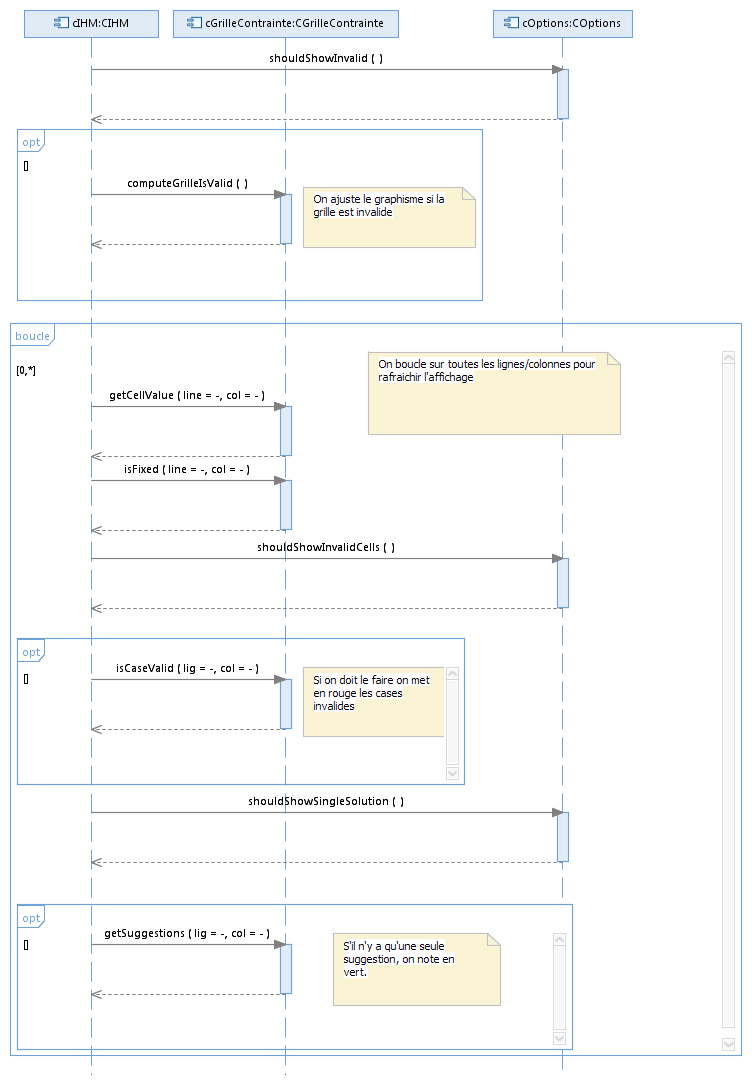 cIHM:CIHM
cGrilleContrainte:CGrilleContrainte
cOptions:COptions
shouldShowInvalid ( )
opt
[]
computeGrilleIsValid ( )
On ajuste le graphisme si la
grille est invalide
boucle
[0,*]
On boucle sur toutes les lignes/colonnes pour
rafraichir l'affichage
getCellValue ( line = -, col = - )
isFixed ( line = -, col = - )
shouldShowInvalidCells ( )
opt
[]
isCaseValid ( lig = -, col = - )
Si on doit le faire on met
en rouge les cases
invalides
shouldShowSingleSolution ( )
opt
[]
getSuggestions ( lig = -, col = - )
S'il n'y a qu'une seule
suggestion, on note en
vert.